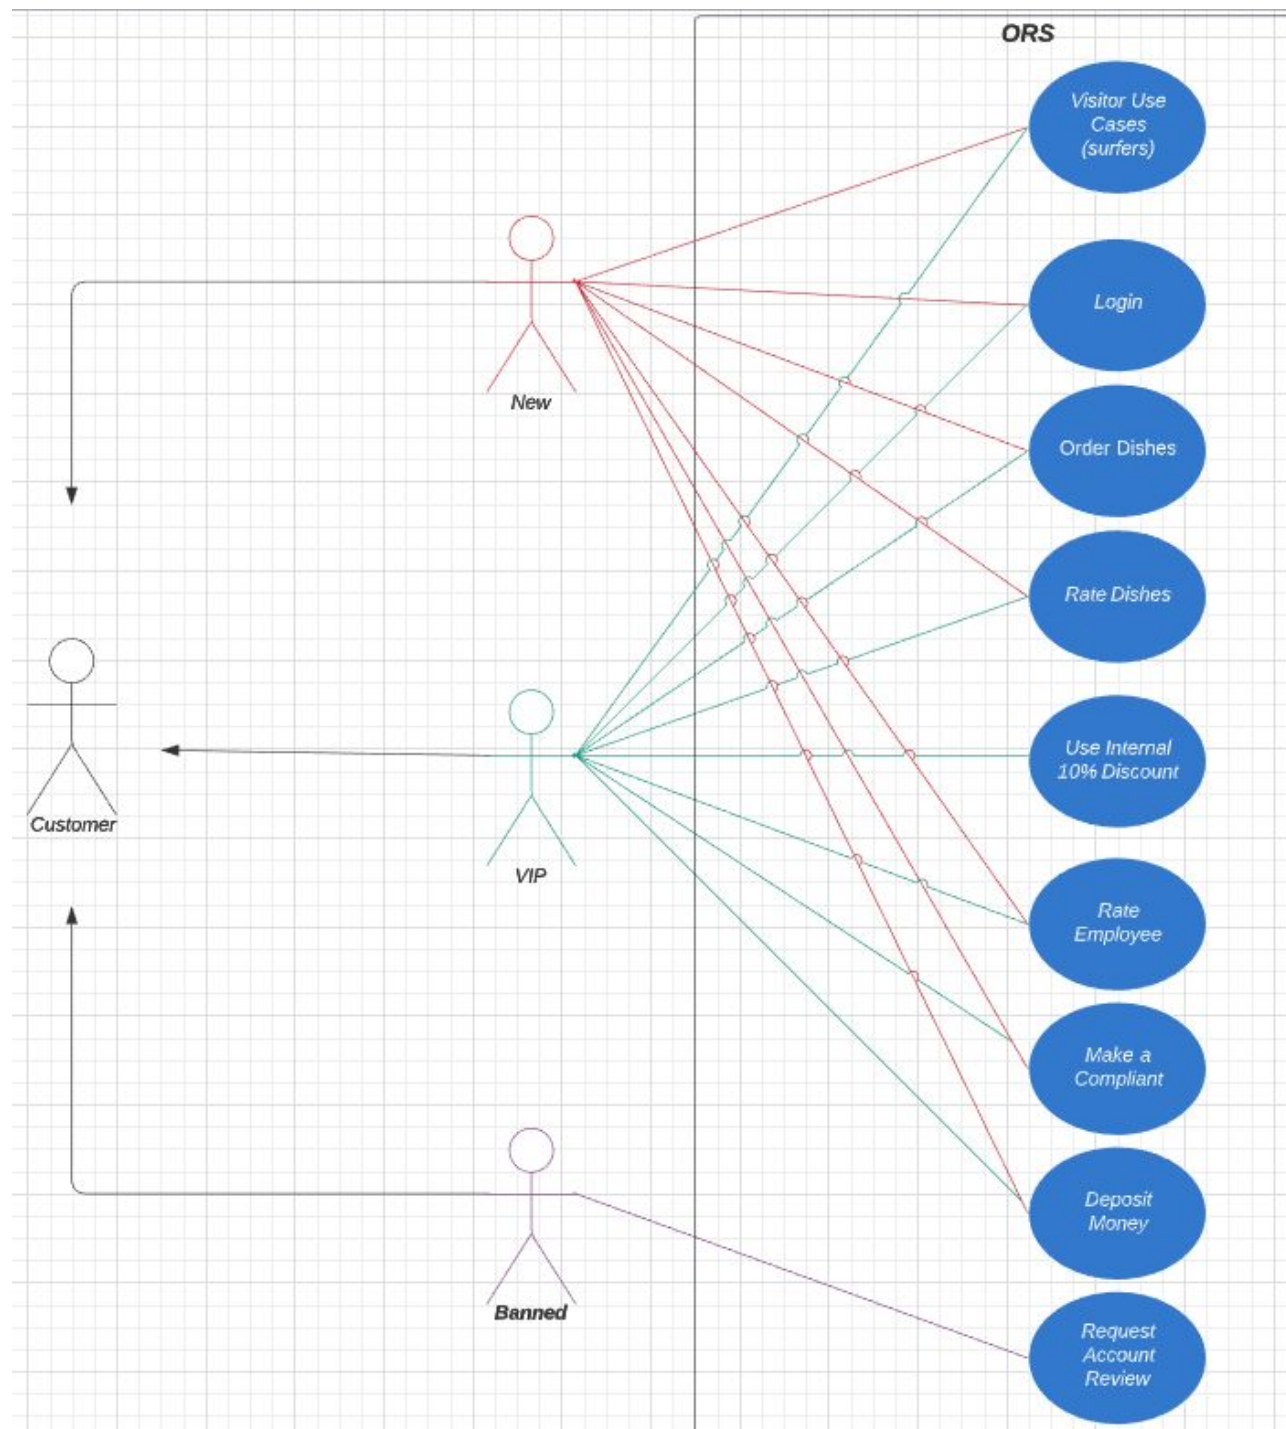 ORS
Visitor Use
Cases
(surfers)
Login
New
Order Dishes
Rate Dishes
Use Internal
10% Discount
Customer
VIP
Rate
Employee
Make a
Compliant
Deposit
Money
Banned
Request
Account
Review